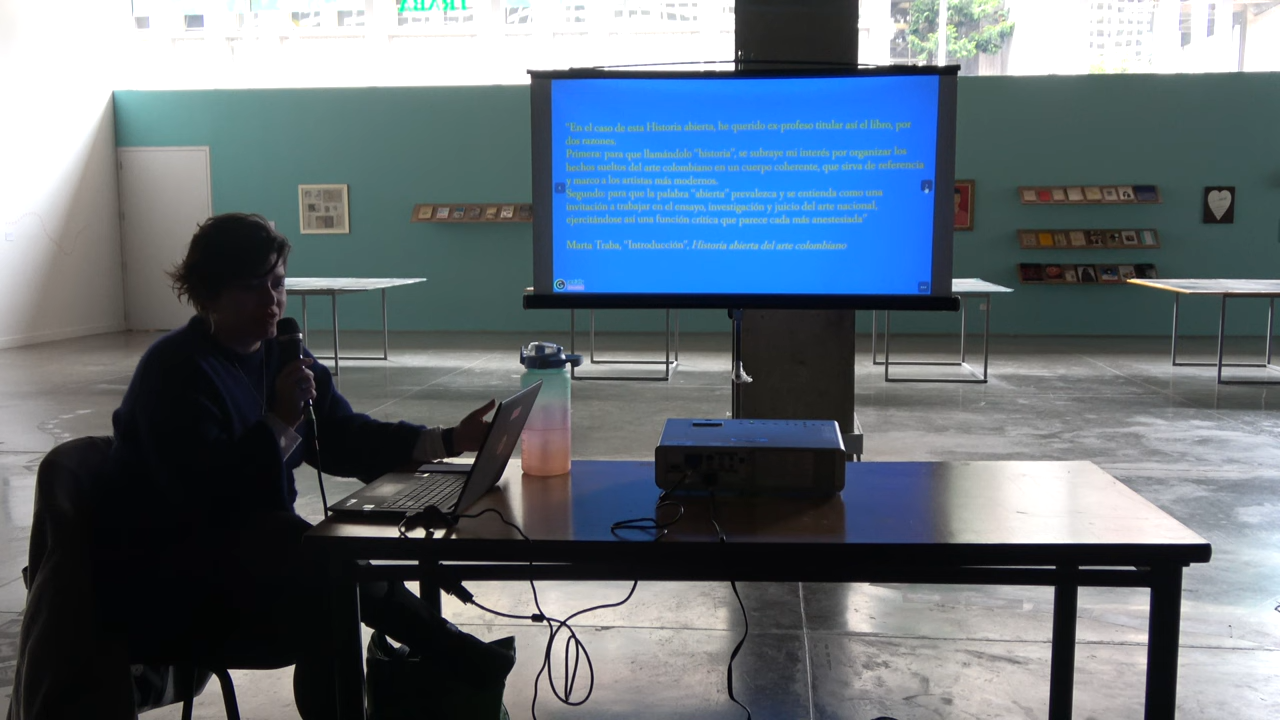 "En el caso de esta Historia abierta, he querido ex-profeso titular así el libro, por
dos razones.
Primera: para que llamándolo "historia", se subraye mi interés por organizar los
hechos sueltos del arte colombiano en un cuerpo coherente, que sirva de referencia
y marco a los artistas más modernos.
Segundo: para que la palabra "abierta" prevalezca y se entienda como una
invitación a trabajar en el ensayo, investigación y juicio del arte nacional,
ejercitándose así una función crítica que parece cada más anestesiada"
Marta Traba, "Introducción", Historia abierta del arte colombiano